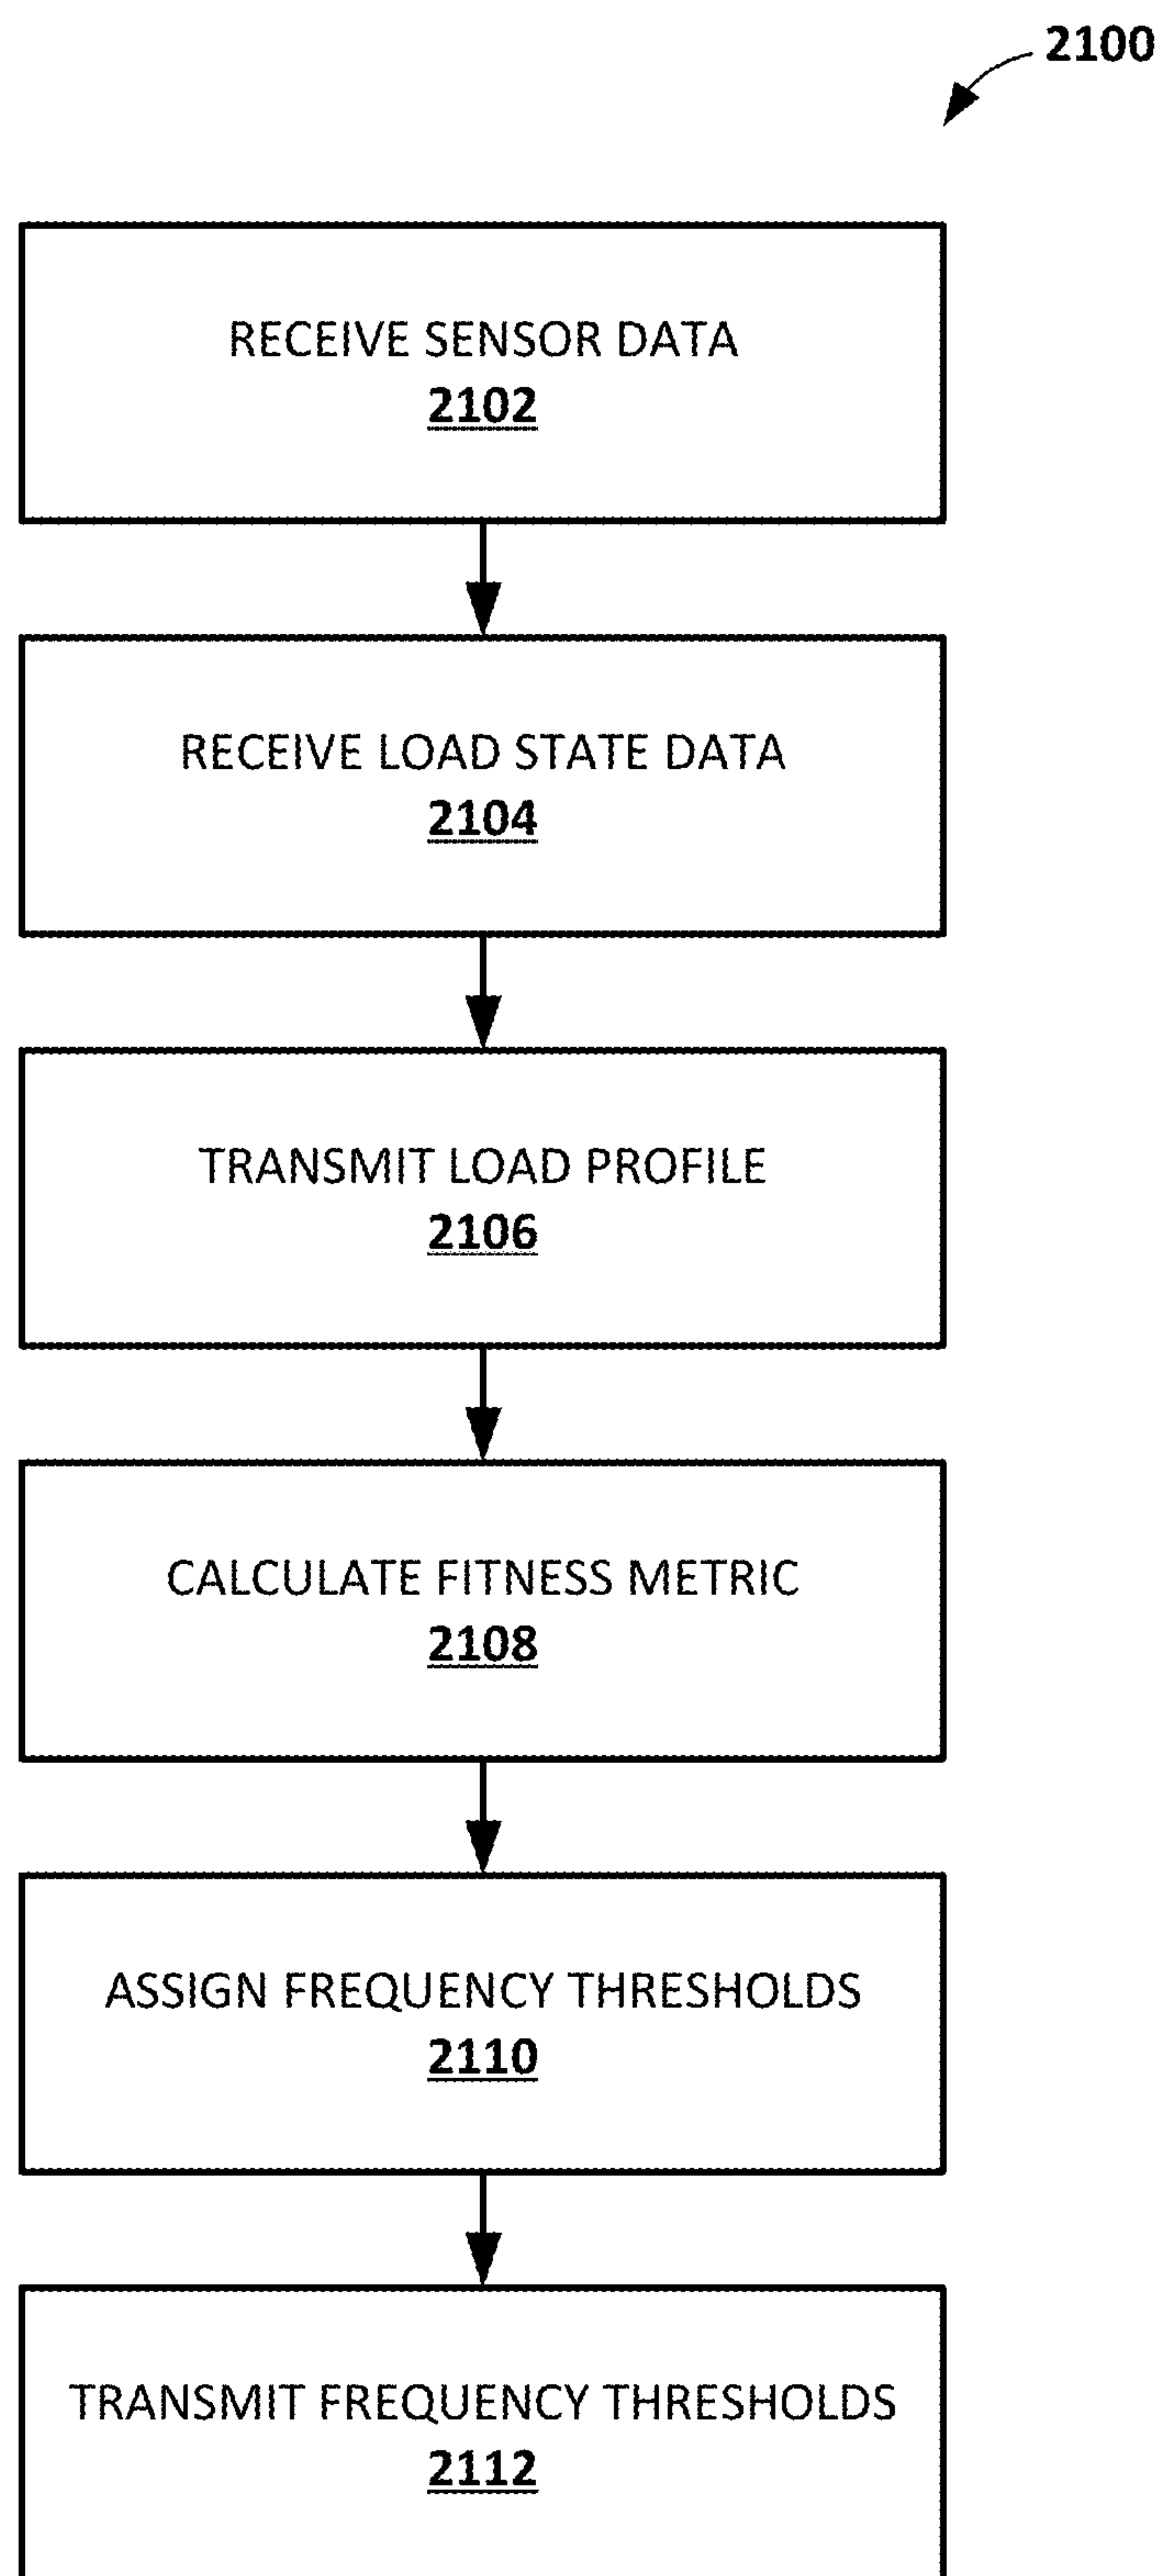 2100
RECEIVE SENSOR DATA
2102
RECEIVE LOAD STATE DATA
2104
TRANSMIT LOAD PROFILE
2106
CALCULATE FITNESS METRIC
2108
ASSIGN FREQUENCY THRESHOLDS
2110
TRANSMIT FREQUENCY THRESHOLDS
2112